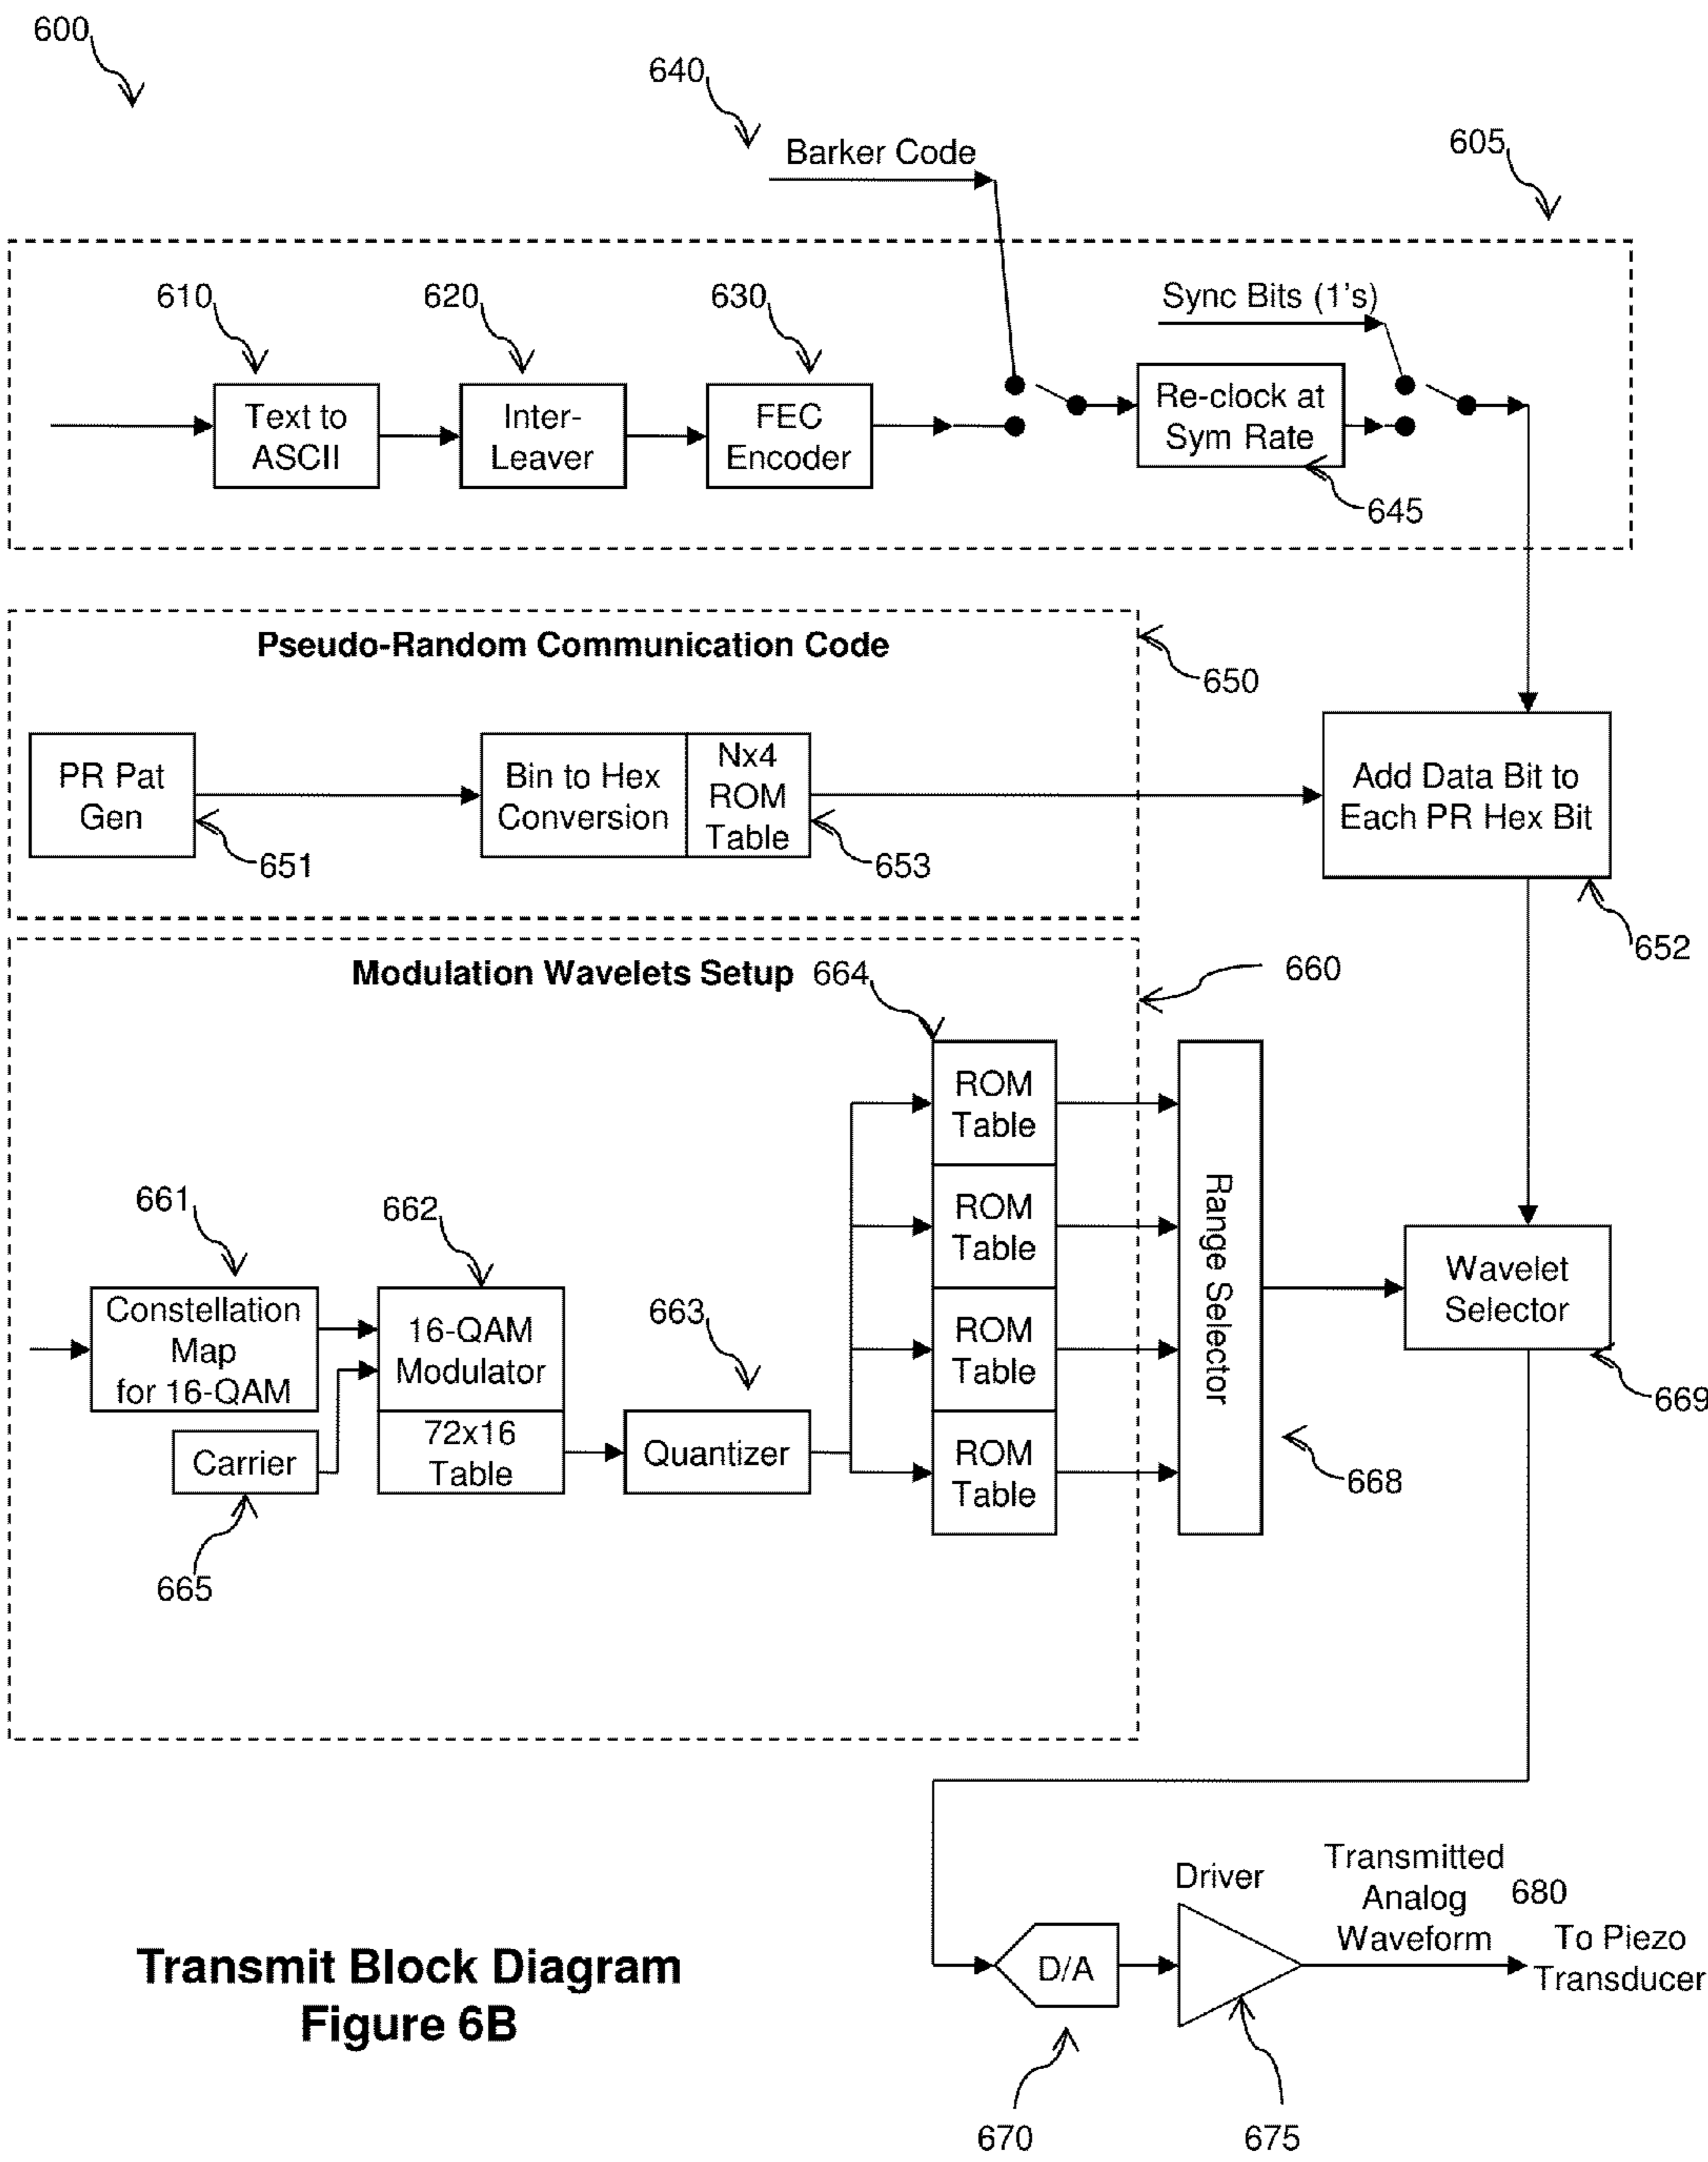 600
640
Barker Code
605
610
620
630
Sync Bits (1's)
Text to
ASCII
Inter-
Leaver
FEC
Encoder
Re-clock at
Sym Rate
645
Pseudo-Random Communication Code
650
PR Pat
Gen
651
Bin to Hex
Conversion
Nx4
ROM
Table
653
Add Data Bit to
Each PR Hex Bit
652
Modulation Wavelets Setup
664
660
ROM
Table
ROM
Table
ROM
Table
ROM
Table
Range Selector
668
661
662
663
Constellation
Map
for 16-QAM
16-QAM
Modulator
72x16
Table
Carrier
665
Quantizer
Wavelet
Selector
669
Driver
Transmitted
Analog
Waveform
680
To Piezo
Transducer
D/A
670
675
Transmit Block Diagram
Figure 6B